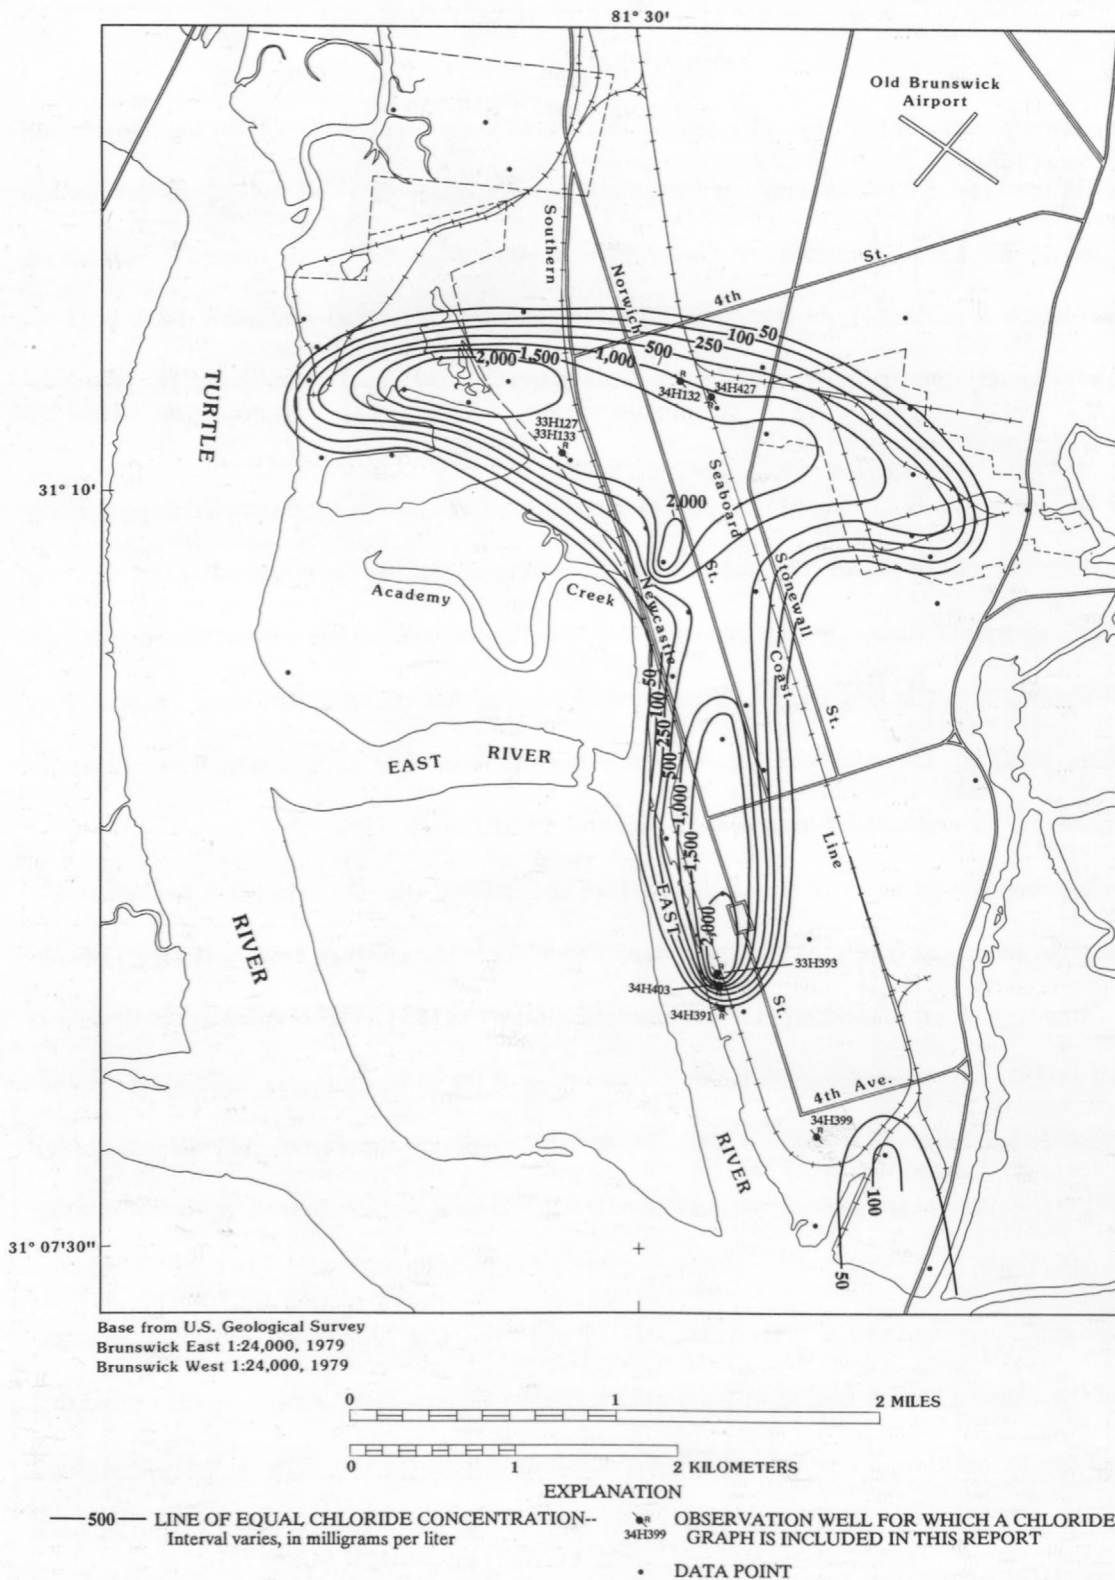 81° 30'
Old Brunswick
Airport
Southern
Norwich
St.
4th
50
100
250
500
1,000
1,500
2,000
TURTLE
34H427
34H132
R
R
33H127
33H133
R
31° 10'
2,000
Seaboard
St.
Stonewall
Academy
Creek
Newcastle
Coast
50
100
250
500
St.
EAST RIVER
1,000
1,500
Line
EAST
2,000
RIVER
R
33H393
34H403
R
34H391
R
St.
4th Ave.
34H399
R
RIVER
100
50
31° 07'30"
Base from U.S. Geological Survey
Brunswick East 1:24,000, 1979
Brunswick West 1:24,000, 1979
0 1 2 MILES
0 1 2 KILOMETERS
EXPLANATION
500 LINE OF EQUAL CHLORIDE CONCENTRATION--
Interval varies, in milligrams per liter
R
34H399
OBSERVATION WELL FOR WHICH A CHLORIDE
GRAPH IS INCLUDED IN THIS REPORT
DATA POINT